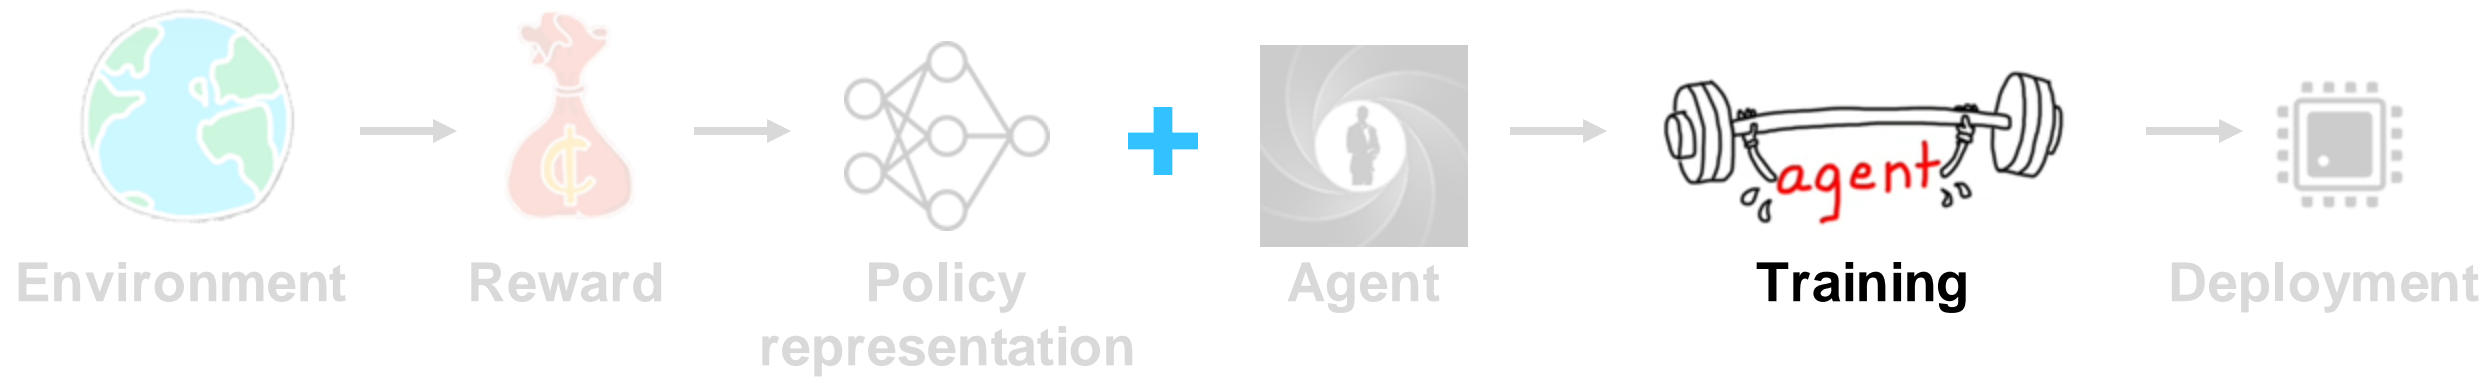 ¢
agent
Environment
Reward
Policy
representation
Agent
Training
Deployment